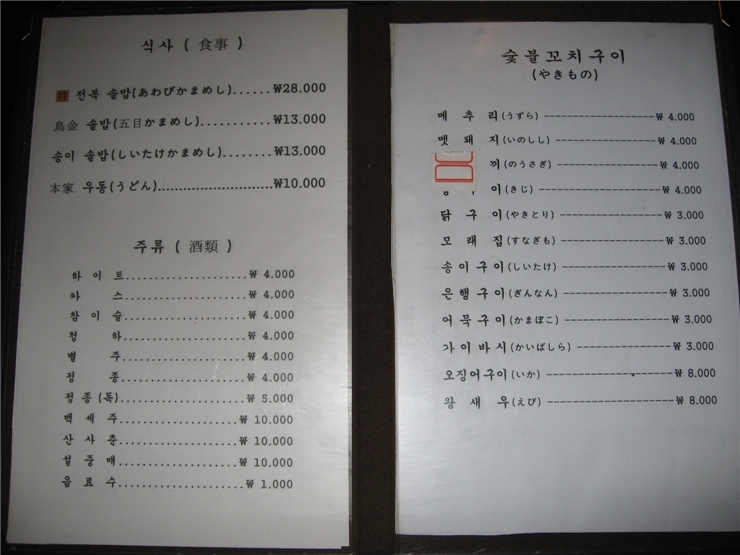 식사 ( 食事 )
특 전복 솥밥(あわびかまめし)......₩28.000
鳥金 솥밥(五目かまめし)...........₩13.000
송이 솥밥(しいたけかまめし)........₩13.000
本家 우동(うどん)..........................₩10.000
주류 ( 酒類 )
하 이 트......................₩ 4.000
카 스......................₩ 4.000
참 이 슬......................₩ 4.000
청 하......................₩ 4.000
별 주......................₩ 4.000
정 종......................₩ 4.000
정 종 (독)......................₩ 5.000
백 세 주......................₩ 10.000
산 사 춘......................₩ 10.000
설 중 매......................₩ 10.000
음 료 수......................₩ 1.000
숯불꼬치구이
(やきもの)
메 추 리(うずら) ---------------------₩ 4.000
멧 돼 지(いのしし) --------------------₩ 4.000
끼 (のうさぎ) --------------------₩ 4.000
이(きじ) ----------------------₩ 4.000
닭 구 이(やきとり) --------------------₩ 3.000
모 래 집(すなぎも) --------------------₩ 3.000
송이구이(しいたけ) --------------------₩ 3.000
은행구이(ぎんなん) --------------------₩ 3.000
어묵구이(かまぼこ) --------------------₩ 3.000
가이바시(かいばしら) -------------------₩ 3.000
오징어구이(いか) ---------------------₩ 8.000
왕 새 우(えび) ----------------------₩ 8.000